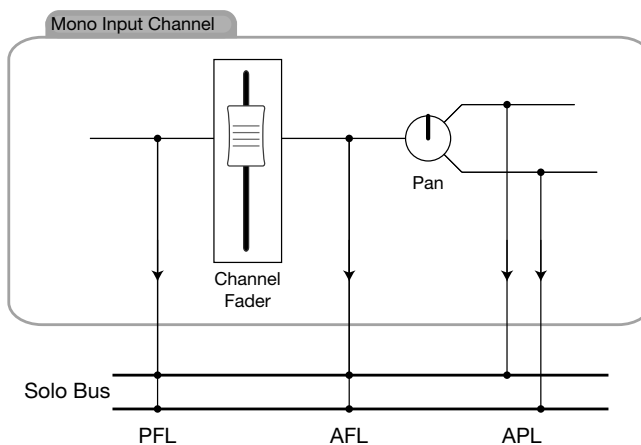 Mono Input Channel
Pan
Channel
Fader
Solo Bus
PFL
AFL
APL